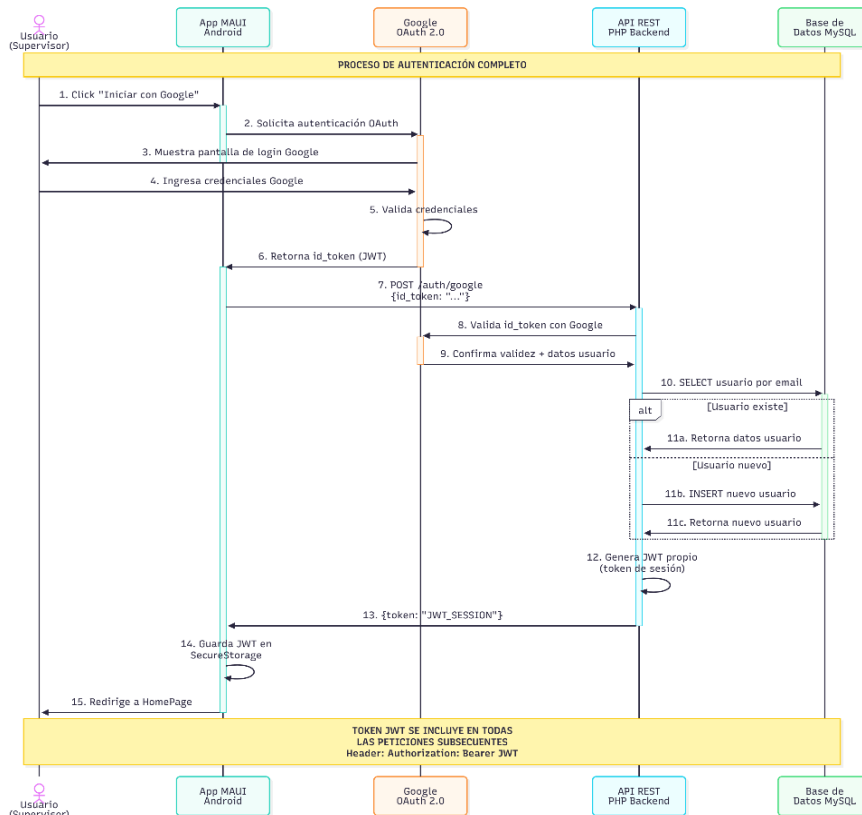 Usuario
(Supervisor)
App MAUI
Android
Google
OAuth 2.0
API REST
PHP Backend
Base de
Datos MySQL
PROCESO DE AUTENTICACIÓN COMPLETO
1. Click "Iniciar con Google"
2. Solicita autenticación OAuth
3. Muestra pantalla de login Google
4. Ingresa credenciales Google
5. Valida credenciales
6. Retorna id_token (JWT)
7. POST /auth/google
{id_token: "..."}
8. Valida id_token con Google
9. Confirma validez + datos usuario
10. SELECT usuario por email
alt
[Usuario existe]
11a. Retorna datos usuario
[Usuario nuevo]
11b. INSERT nuevo usuario
11c. Retorna nuevo usuario
12. Genera JWT propio
(token de sesión)
13. {token: "JWT_SESSION"}
14. Guarda JWT en
SecureStorage
15. Redirige a HomePage
TOKEN JWT SE INCLUYE EN TODAS
LAS PETICIONES SUBSECUENTES
Header: Authorization: Bearer JWT
Usuario
(Supervisor)
App MAUI
Android
Google
OAuth 2.0
API REST
PHP Backend
Base de
Datos MySQL